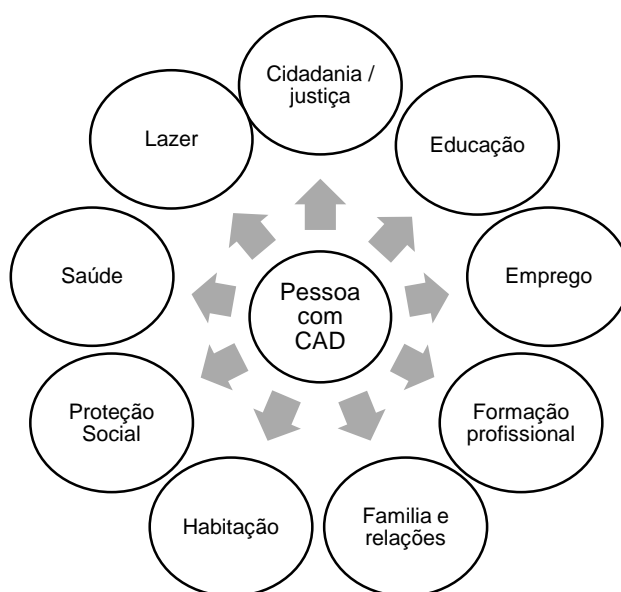 Cidadania /
justiça
Educação
Emprego
Formação
profissional
Familia e
relações
Habitação
Proteção
Social
Saúde
Lazer
Pessoa
com
CAD